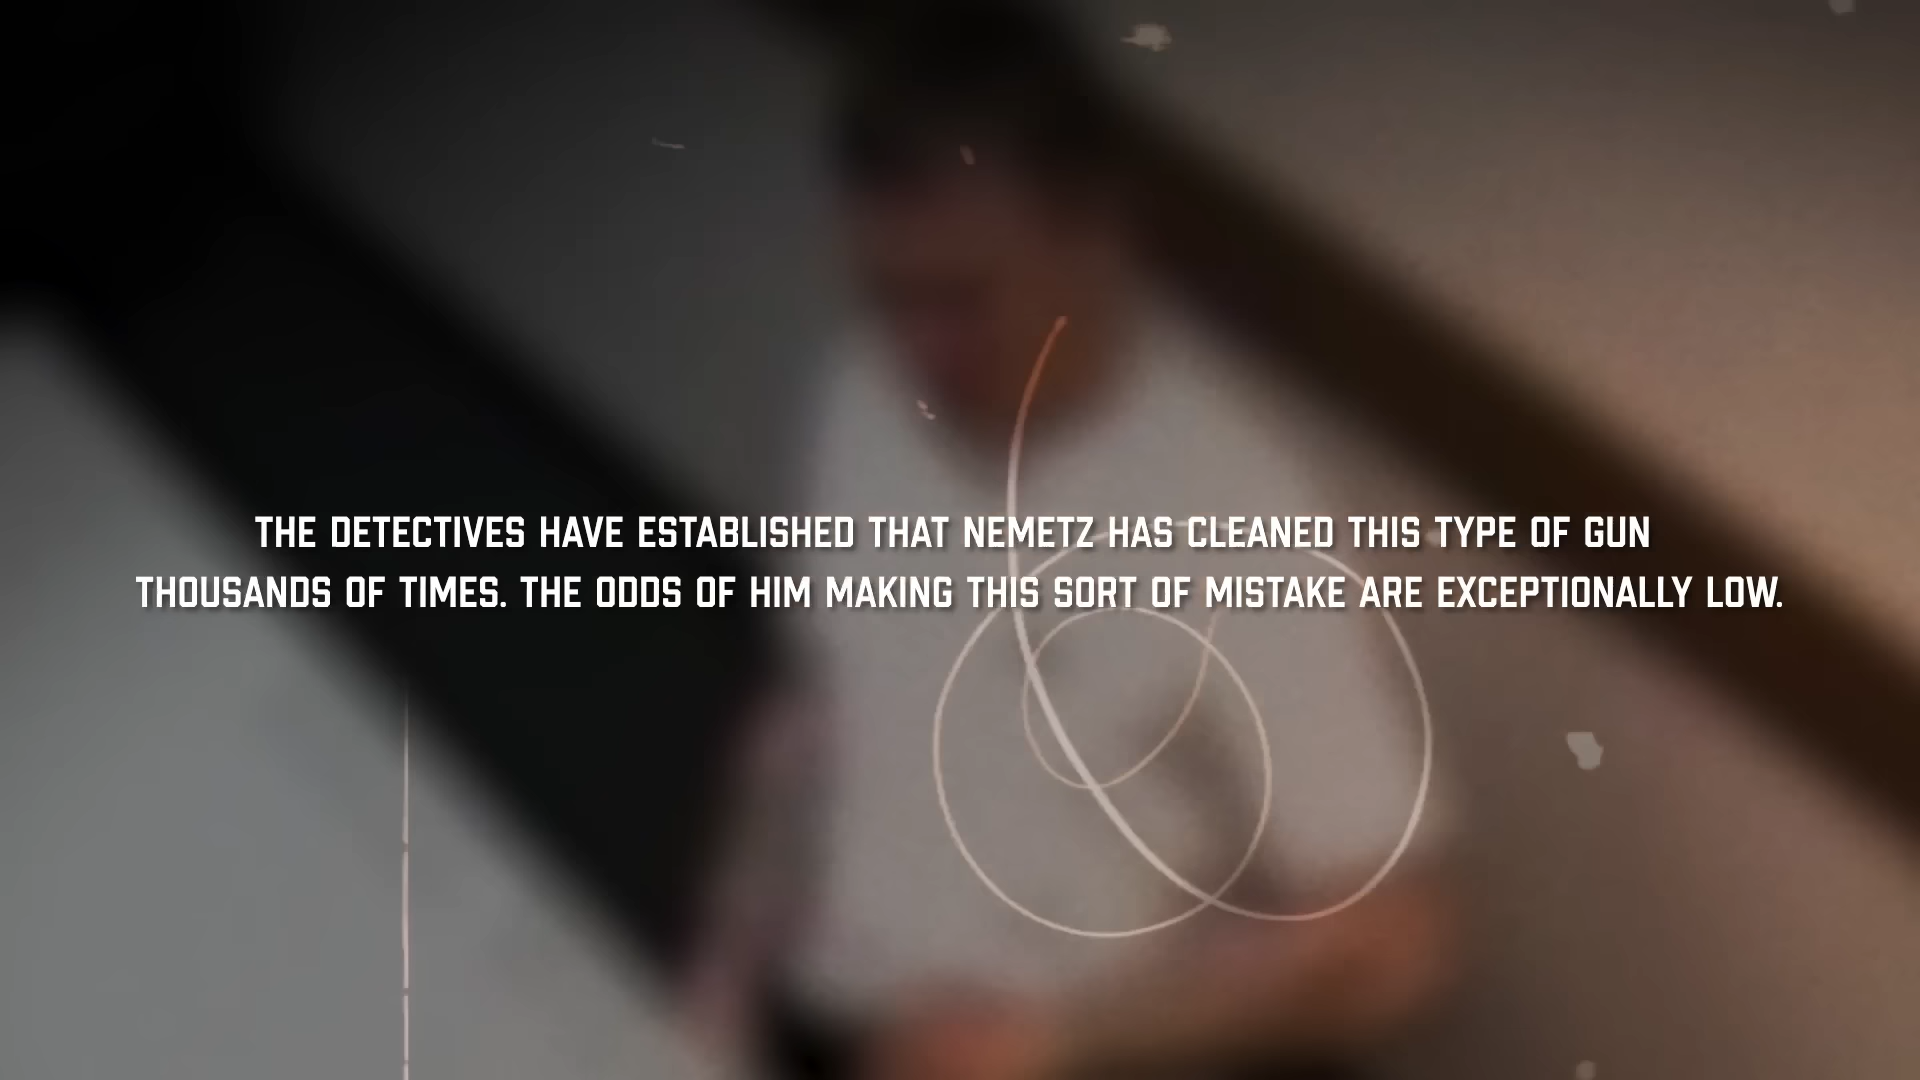 THE DETECTIVES HAVE ESTABLISHED THAT NEMETZ HAS CLEANED THIS TYPE OF GUN
THOUSANDS OF TIMES. THE ODDS OF HIM MAKING THIS SORT OF MISTAKE ARE EXCEPTIONALLY LOW.